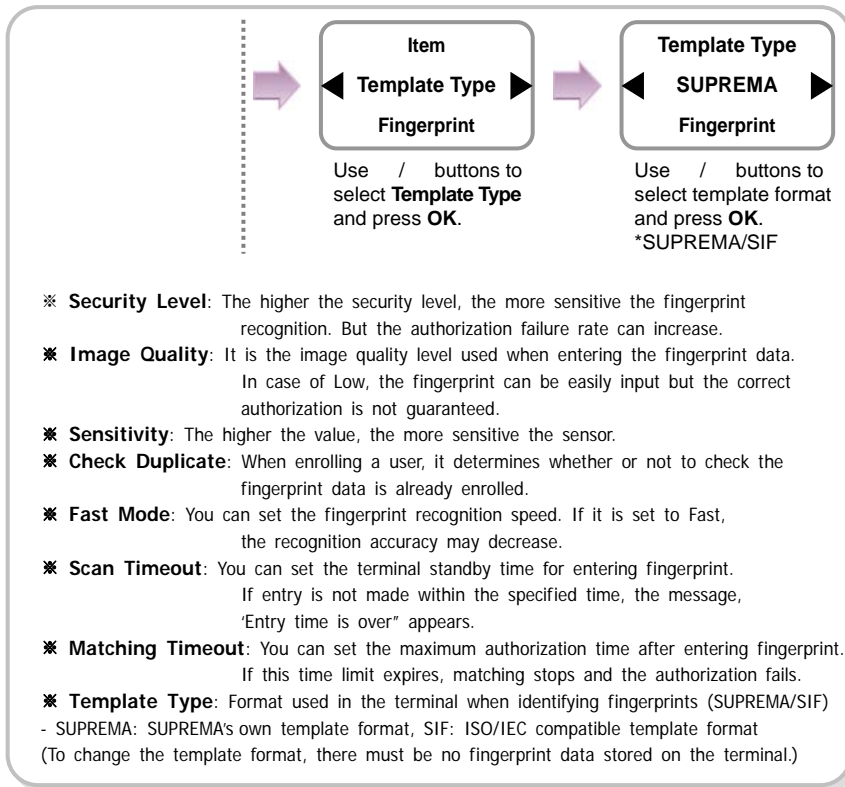 Item
Template Type
Fingerprint
Use / buttons to
select Template Type
and press OK.
Template Type
SUPREMA
Fingerprint
Use / buttons to
select template format
and press OK.
*SUPREMA/SIF
※ Security Level: The higher the security level, the more sensitive the fingerprint
recognition. But the authorization failure rate can increase.
※ Image Quality: It is the image quality level used when entering the fingerprint data.
In case of Low, the fingerprint can be easily input but the correct
authorization is not guaranteed.
※ Sensitivity: The higher the value, the more sensitive the sensor.
※ Check Duplicate: When enrolling a user, it determines whether or not to check the
fingerprint data is already enrolled.
※ Fast Mode: You can set the fingerprint recognition speed. If it is set to Fast,
the recognition accuracy may decrease.
※ Scan Timeout: You can set the terminal standby time for entering fingerprint.
If entry is not made within the specified time, the message,
‘Entry time is over” appears.
※ Matching Timeout: You can set the maximum authorization time after entering fingerprint.
If this time limit expires, matching stops and the authorization fails.
※ Template Type: Format used in the terminal when identifying fingerprints (SUPREMA/SIF)
- SUPREMA: SUPREMA’s own template format, SIF: ISO/IEC compatible template format
(To change the template format, there must be no fingerprint data stored on the terminal.)